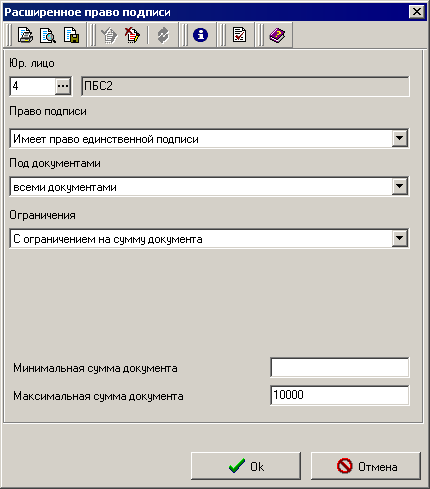 Расширенное право подписи
Юр. лицо
4 ... ПБС2
Право подписи
Имеет право единственной подписи
Под документами
всеми документами
Ограничения
С ограничением на сумму документа
Минимальная сумма документа
Максимальная сумма документа 10000
Ok Отмена